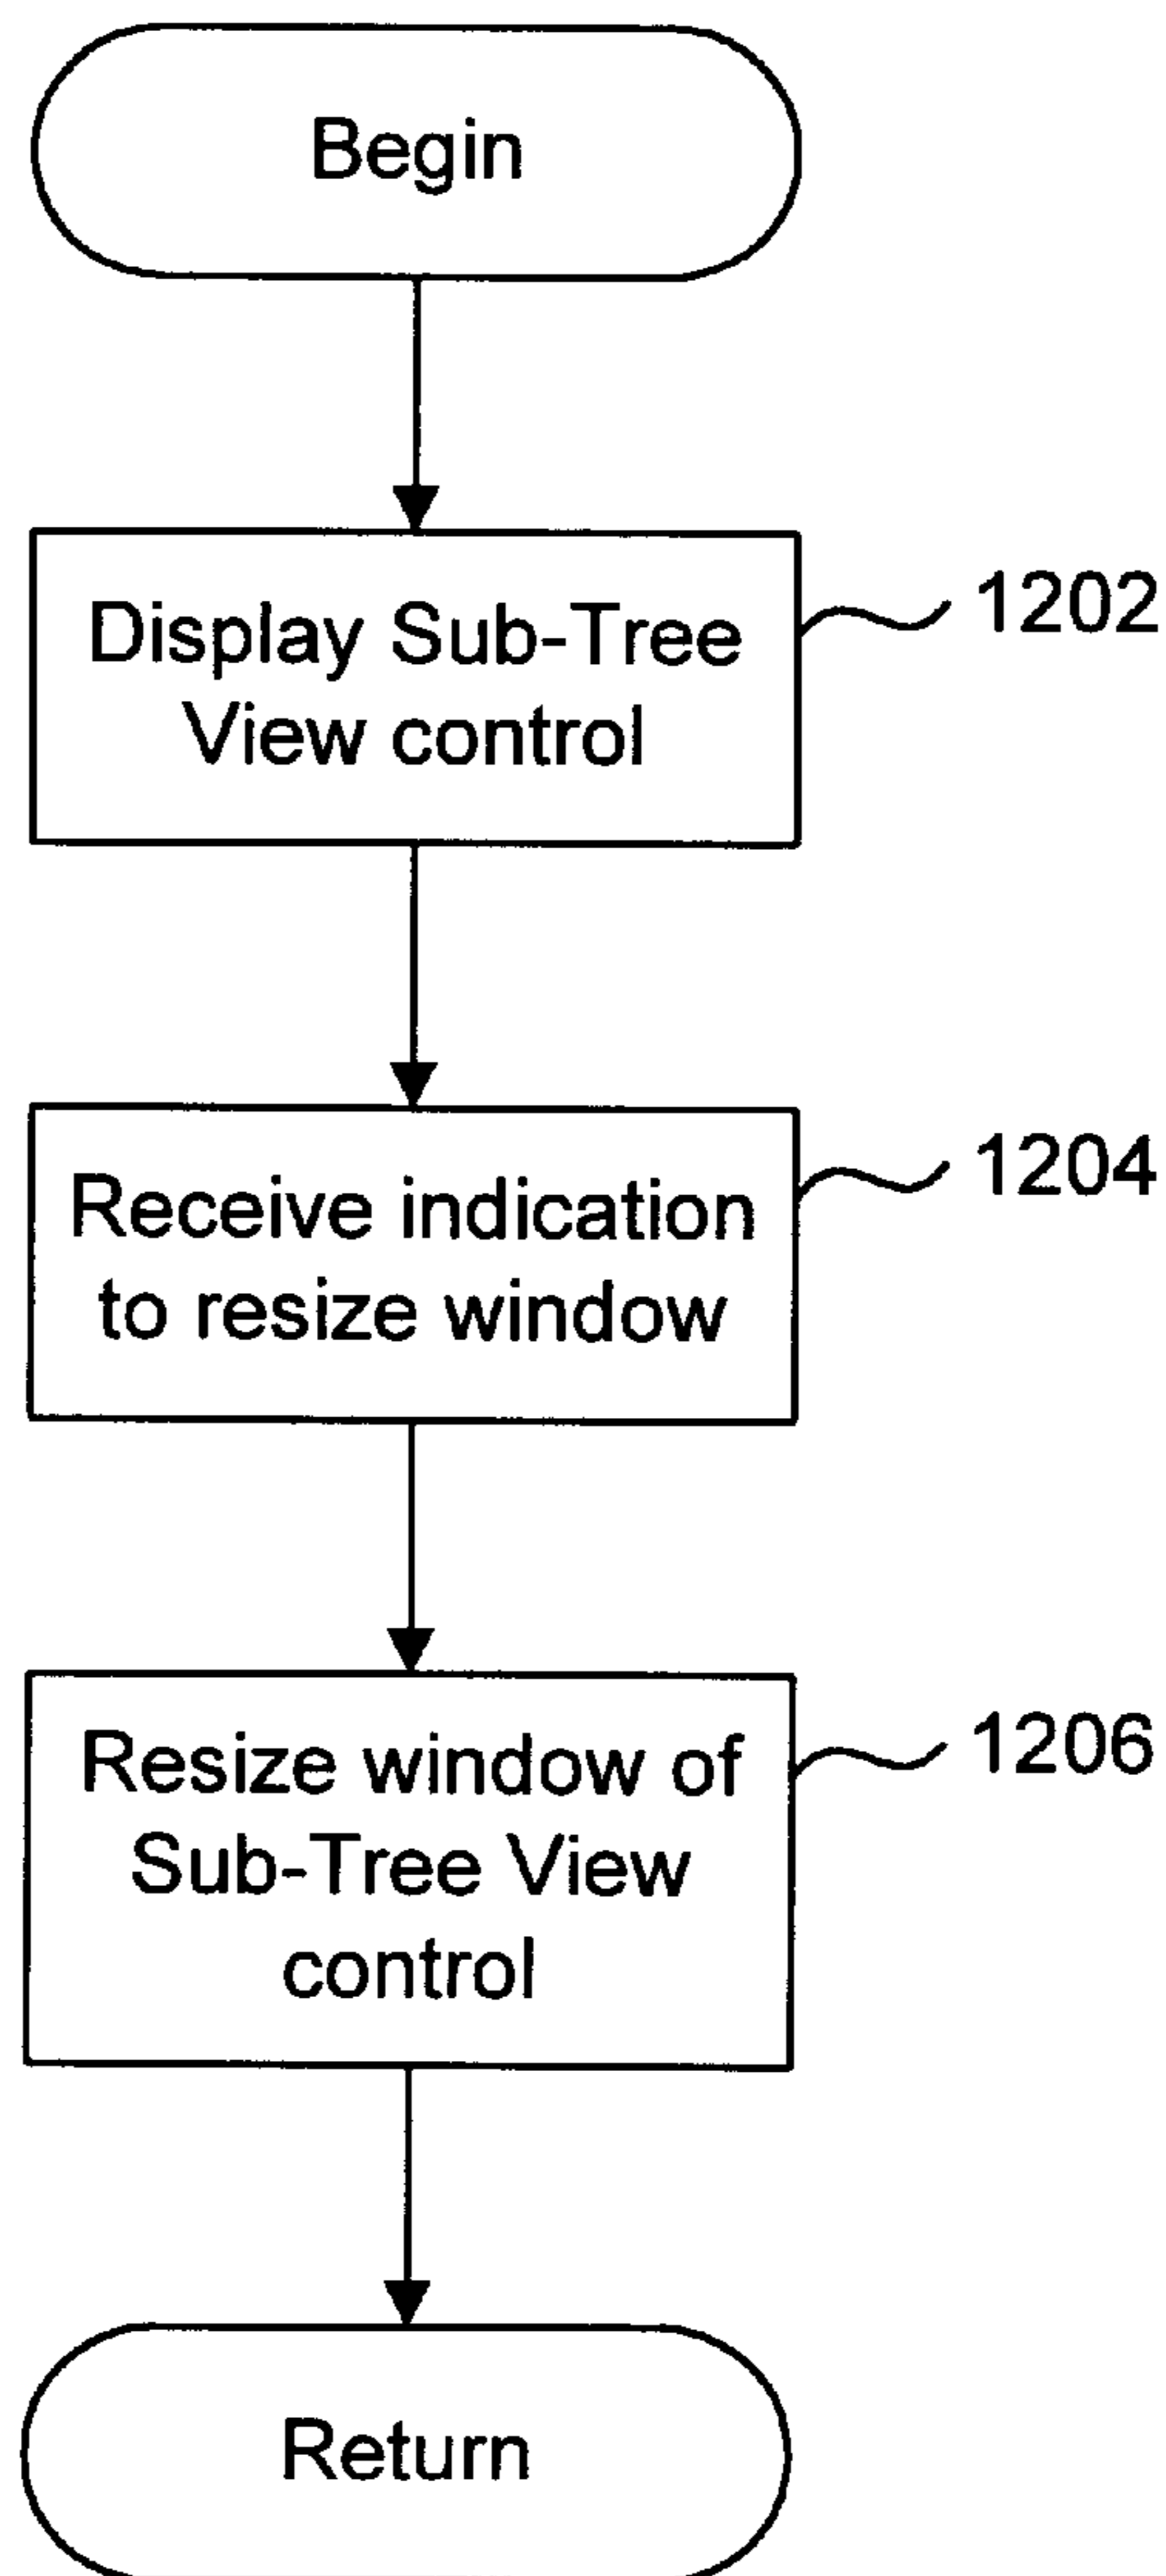 Begin
Display Sub-Tree
View control
1202
Receive indication
to resize window
1204
Resize window of
Sub-Tree View
control
1206
Return